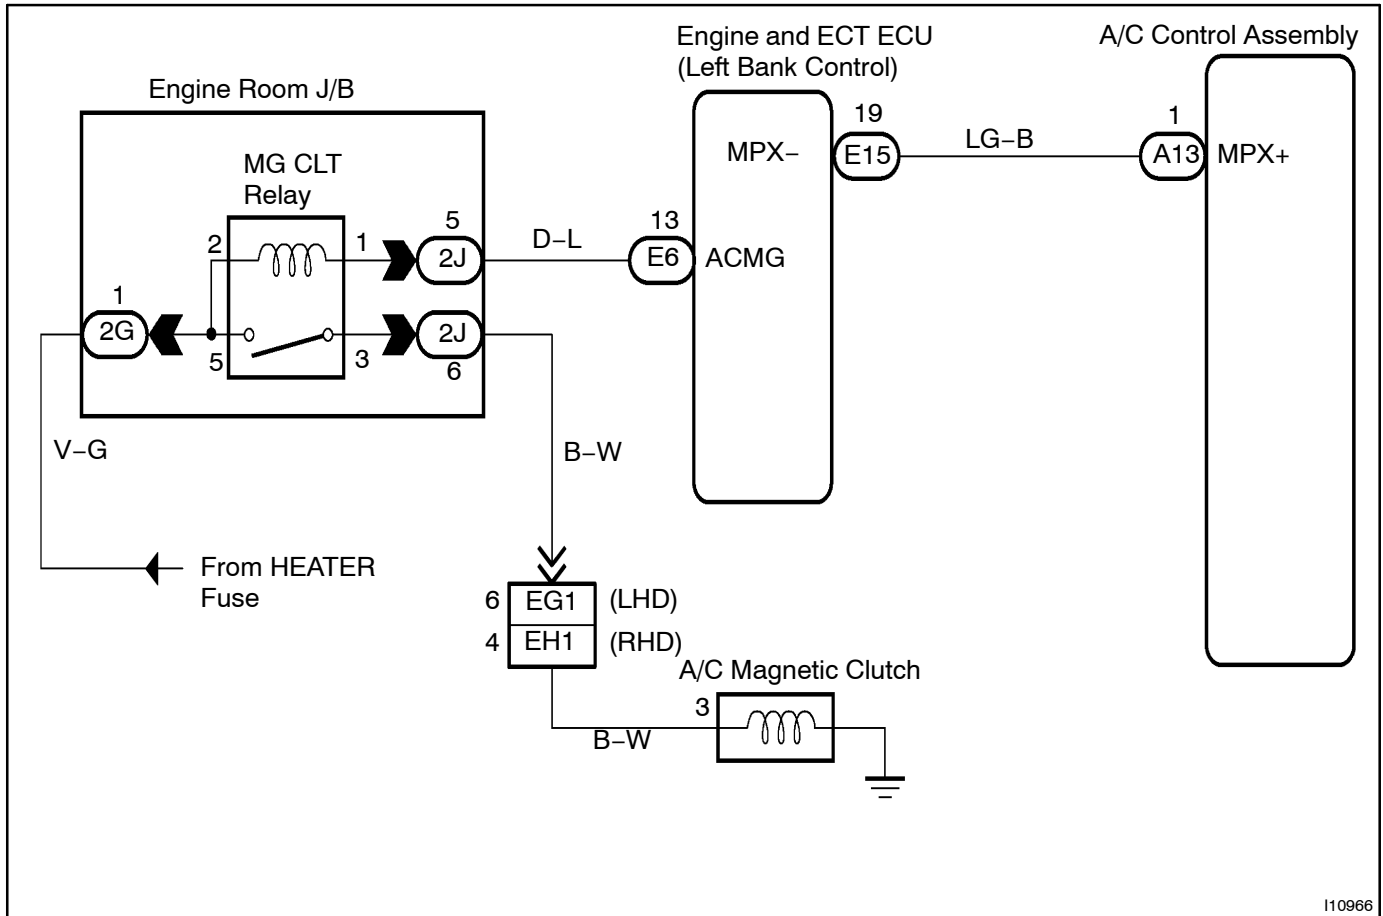 Engine and ECT ECU
(Left Bank Control)
A/C Control Assembly
Engine Room J/B
MG CLT
Relay
MPX−
19
E15
LG−B
1
A13
MPX+
2
1
5
2J
D−L
13
E6
ACMG
1
2G
5
3
2J
6
V−G
B−W
From HEATER
Fuse
6
EG1
(LHD)
4
EH1
(RHD)
A/C Magnetic Clutch
3
B−W
I10966